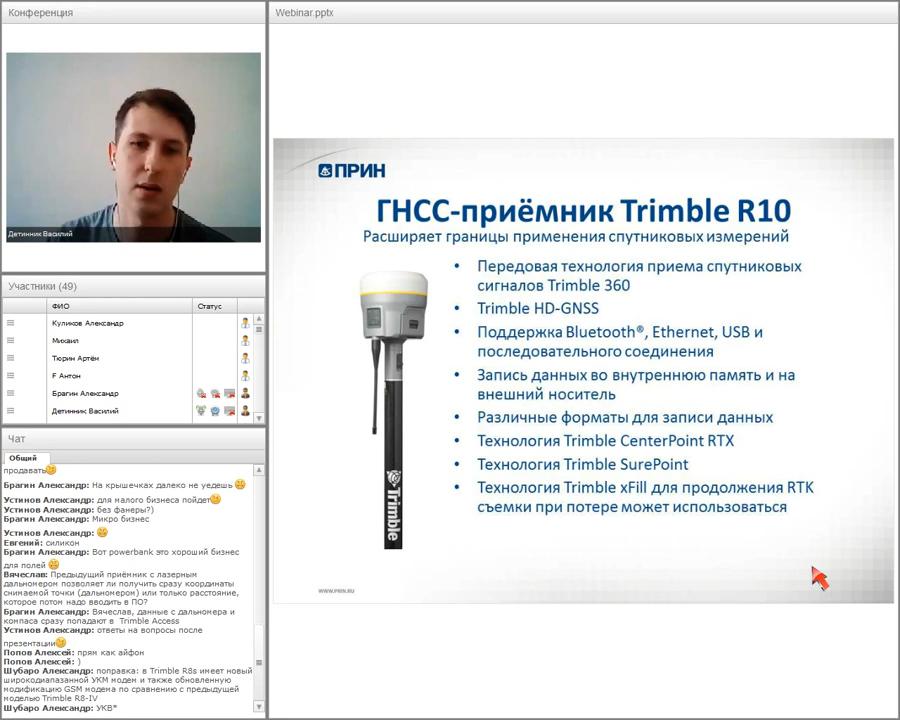 Конференция
Детинник Василий
Участники (49)
ФИО Статус
Куликов Александр
Михаил
Тюрин Артём
F Антон
Брагин Александр
Детинник Василий
Чат
Общий
продавать
Брагин Александр: На крышечках далеко не уедешь
Устинов Александр: для малого бизнеса пойдет
Устинов Александр: без фанеры?)
Брагин Александр: Микро бизнес
Устинов Александр:
Евгений: силикон
Брагин Александр: Вот powerbank это хороший бизнес
для полей
Вячеслав: Предыдущий приёмник с лазерным
дальномером позволяет ли получить сразу координаты
снимаемой точки (дальномером) или только расстояние,
которое потом надо вводить в ПО?
Брагин Александр: Вячеслав, данные с дальномера и
компаса сразу попадают в Trimble Access
Устинов Александр: ответы на вопросы после
презентации
Попов Алексей: прям как айфон
Попов Алексей: )
Шубаро Александр: поправка: в Trimble R8s имеет новый
широкодиапазанной УКМ модем и также обновленную
модификацию GSM модема по сравнению с предыдущей
моделью Trimble R8-IV
Шубаро Александр: УКВ*
Webinar.pptx
ПРИН
ГНСС-приёмник Trimble R10
Расширяет границы применения спутниковых измерений
• Передовая технология приема спутниковых
сигналов Trimble 360
• Trimble HD-GNSS
• Поддержка Bluetooth®, Ethernet, USB и
последовательного соединения
• Запись данных во внутреннюю память и на
внешний носитель
• Различные форматы для записи данных
• Технология Trimble CenterPoint RTX
• Технология Trimble SurePoint
• Технология Trimble xFill для продолжения RTK
съемки при потере может использоваться
Trimble
WWW.PRIN.RU